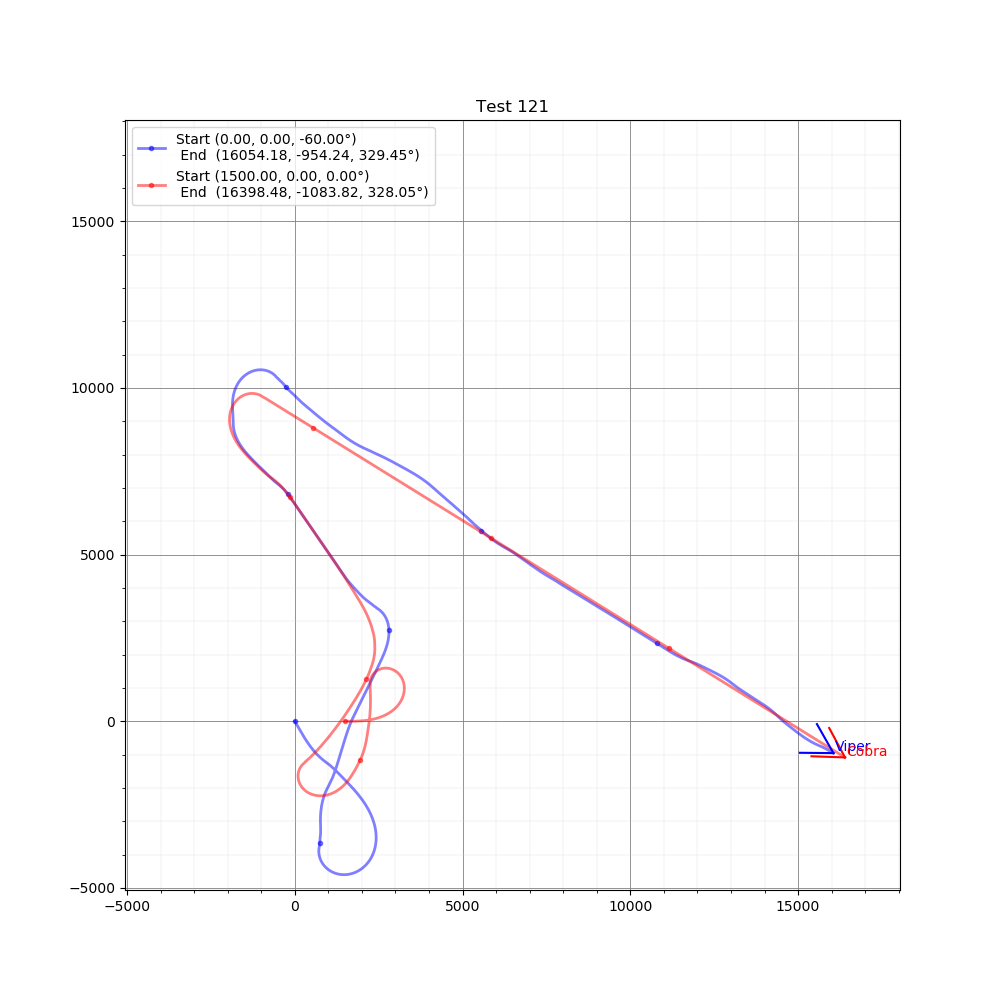 Test 121
Start (0.00, 0.00, -60.00°)
End (16054.18, -954.24, 329.45°)
Start (1500.00, 0.00, 0.00°)
End (16398.48, -1083.82, 328.05°)
15000
10000
5000
0
−5000
Viper
Cobra
−5000
0
5000
10000
15000